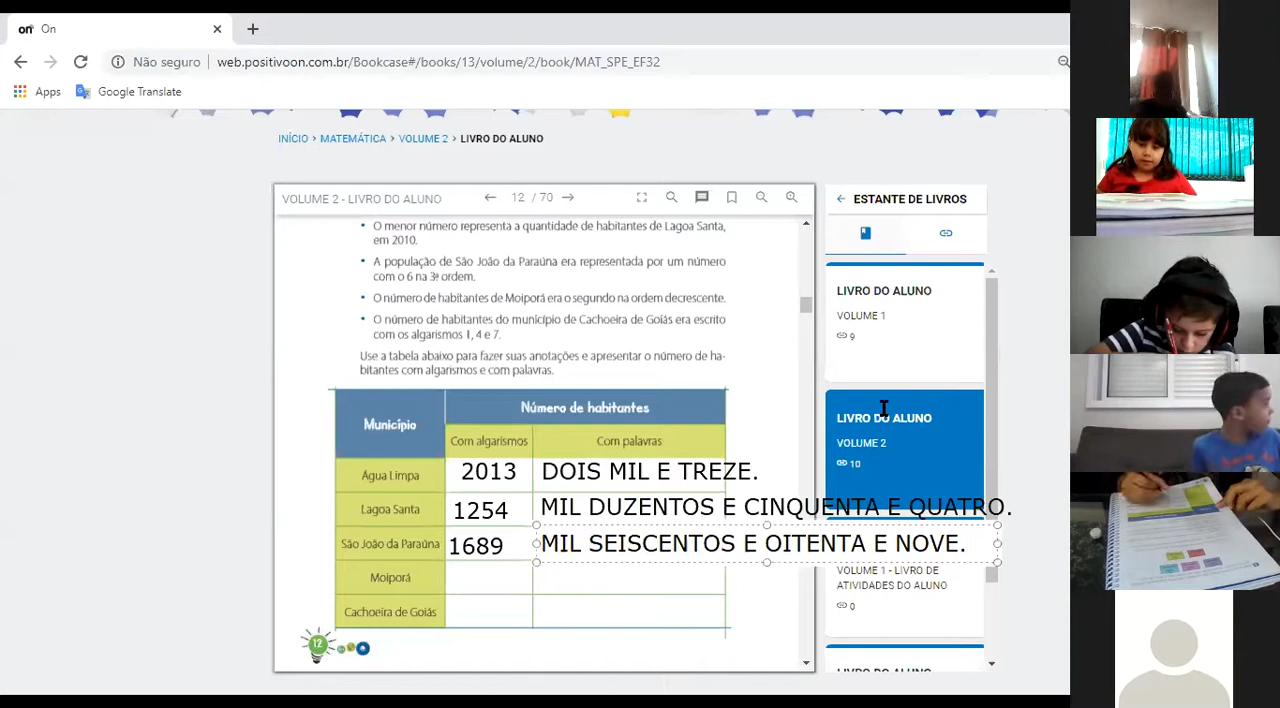 on On
Não seguro web.positivoon.com.br/Bookcase#/books/13/volume/2/book/MAT_SPE_EF32
Apps Google Translate
INÍCIO > MATEMÁTICA > VOLUME 2 > LIVRO DO ALUNO
VOLUME 2 - LIVRO DO ALUNO 12 / 70
• O menor número representa a quantidade de habitantes de Lagoa Santa,
em 2010.
• A população de São João da Paraúna era representada por um número
com o 6 na 3ª ordem.
• O número de habitantes de Moiporá era o segundo na ordem decrescente.
• O número de habitantes do município de Cachoeira de Goiás era escrito
com os algarismos 1, 4 e 7.
Use a tabela abaixo para fazer suas anotações e apresentar o número de ha-
bitantes com algarismos e com palavras.
Município Número de habitantes
Com algarismos Com palavras
Água Limpa 2013 DOIS MIL E TREZE.
Lagoa Santa 1254 MIL DUZENTOS E CINQUENTA E QUATRO.
São João da Paraúna 1689 MIL SEISCENTOS E OITENTA E NOVE.
Moiporá
Cachoeira de Goiás
12
ESTANTE DE LIVROS
LIVRO DO ALUNO
VOLUME 1
9
LIVRO DO ALUNO
VOLUME 2
10
VOLUME 1 - LIVRO DE
ATIVIDADES DO ALUNO
0